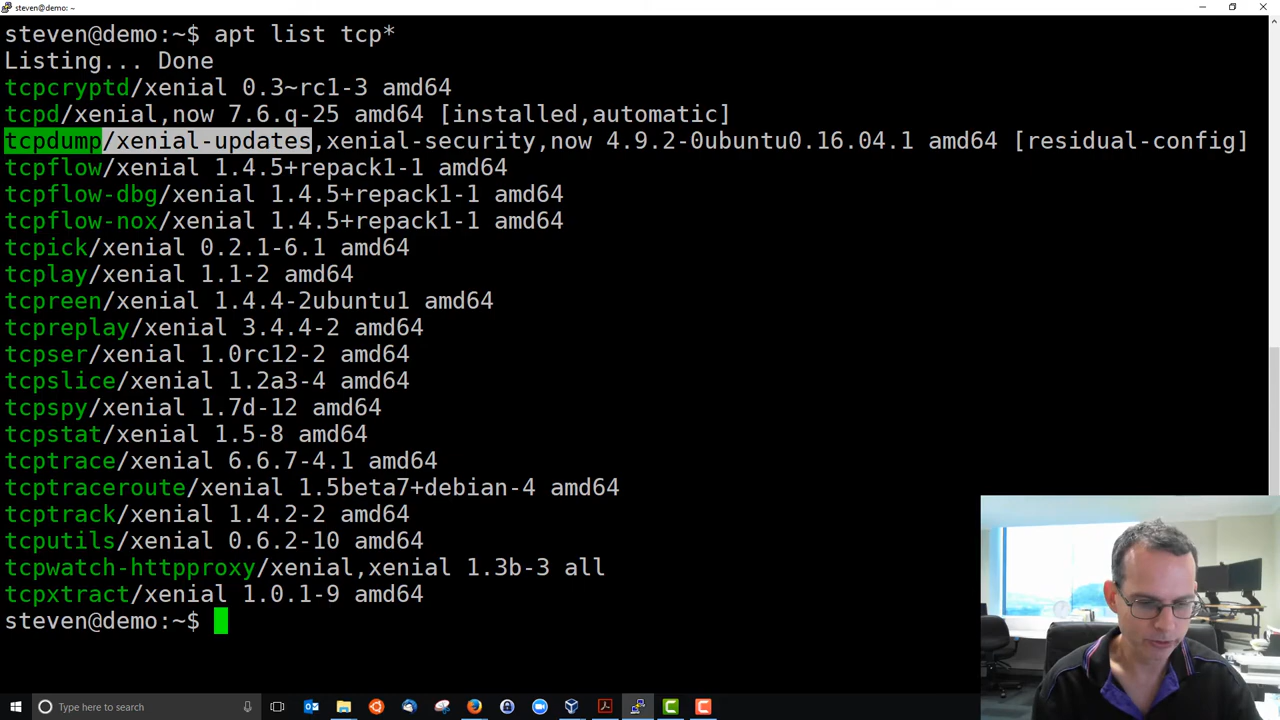 steven@demo: ~
steven@demo:~$ apt list tcp*
Listing... Done
tcpcryptd/xenial 0.3~rc1-3 amd64
tcpd/xenial,now 7.6.q-25 amd64 [installed,automatic]
tcpdump/xenial-updates,xenial-security,now 4.9.2-0ubuntu0.16.04.1 amd64 [residual-config]
tcpflow/xenial 1.4.5+repack1-1 amd64
tcpflow-dbg/xenial 1.4.5+repack1-1 amd64
tcpflow-nox/xenial 1.4.5+repack1-1 amd64
tcpick/xenial 0.2.1-6.1 amd64
tcplay/xenial 1.1-2 amd64
tcpreen/xenial 1.4.4-2ubuntu1 amd64
tcpreplay/xenial 3.4.4-2 amd64
tcpser/xenial 1.0rc12-2 amd64
tcpslice/xenial 1.2a3-4 amd64
tcpspy/xenial 1.7d-12 amd64
tcpstat/xenial 1.5-8 amd64
tcptrace/xenial 6.6.7-4.1 amd64
tcptraceroute/xenial 1.5beta7+debian-4 amd64
tcptrack/xenial 1.4.2-2 amd64
tcputils/xenial 0.6.2-10 amd64
tcpwatch-httpproxy/xenial,xenial 1.3b-3 all
tcpxtract/xenial 1.0.1-9 amd64
steven@demo:~$
Type here to search